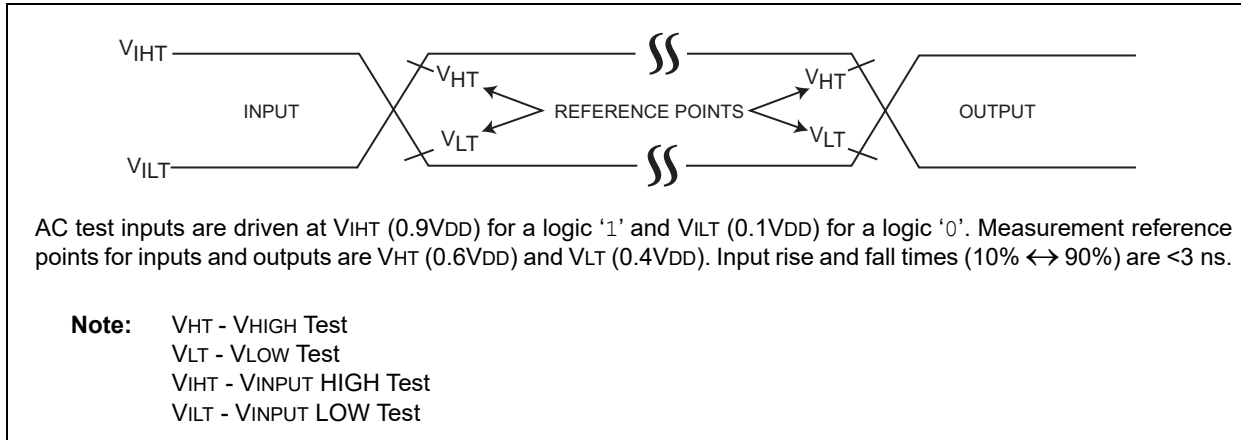 VIHT
VHT
VHT
INPUT
REFERENCE POINTS
OUTPUT
VLT
VLT
VILT
AC test inputs are driven at VIHT (0.9VDD) for a logic ‘1’ and VILT (0.1VDD) for a logic ‘0’. Measurement reference
points for inputs and outputs are VHT (0.6VDD) and VLT (0.4VDD). Input rise and fall times (10% ↔ 90%) are <3 ns.
Note: VHT - VHIGH Test
VLT - VLOW Test
VIHT - VINPUT HIGH Test
VILT - VINPUT LOW Test